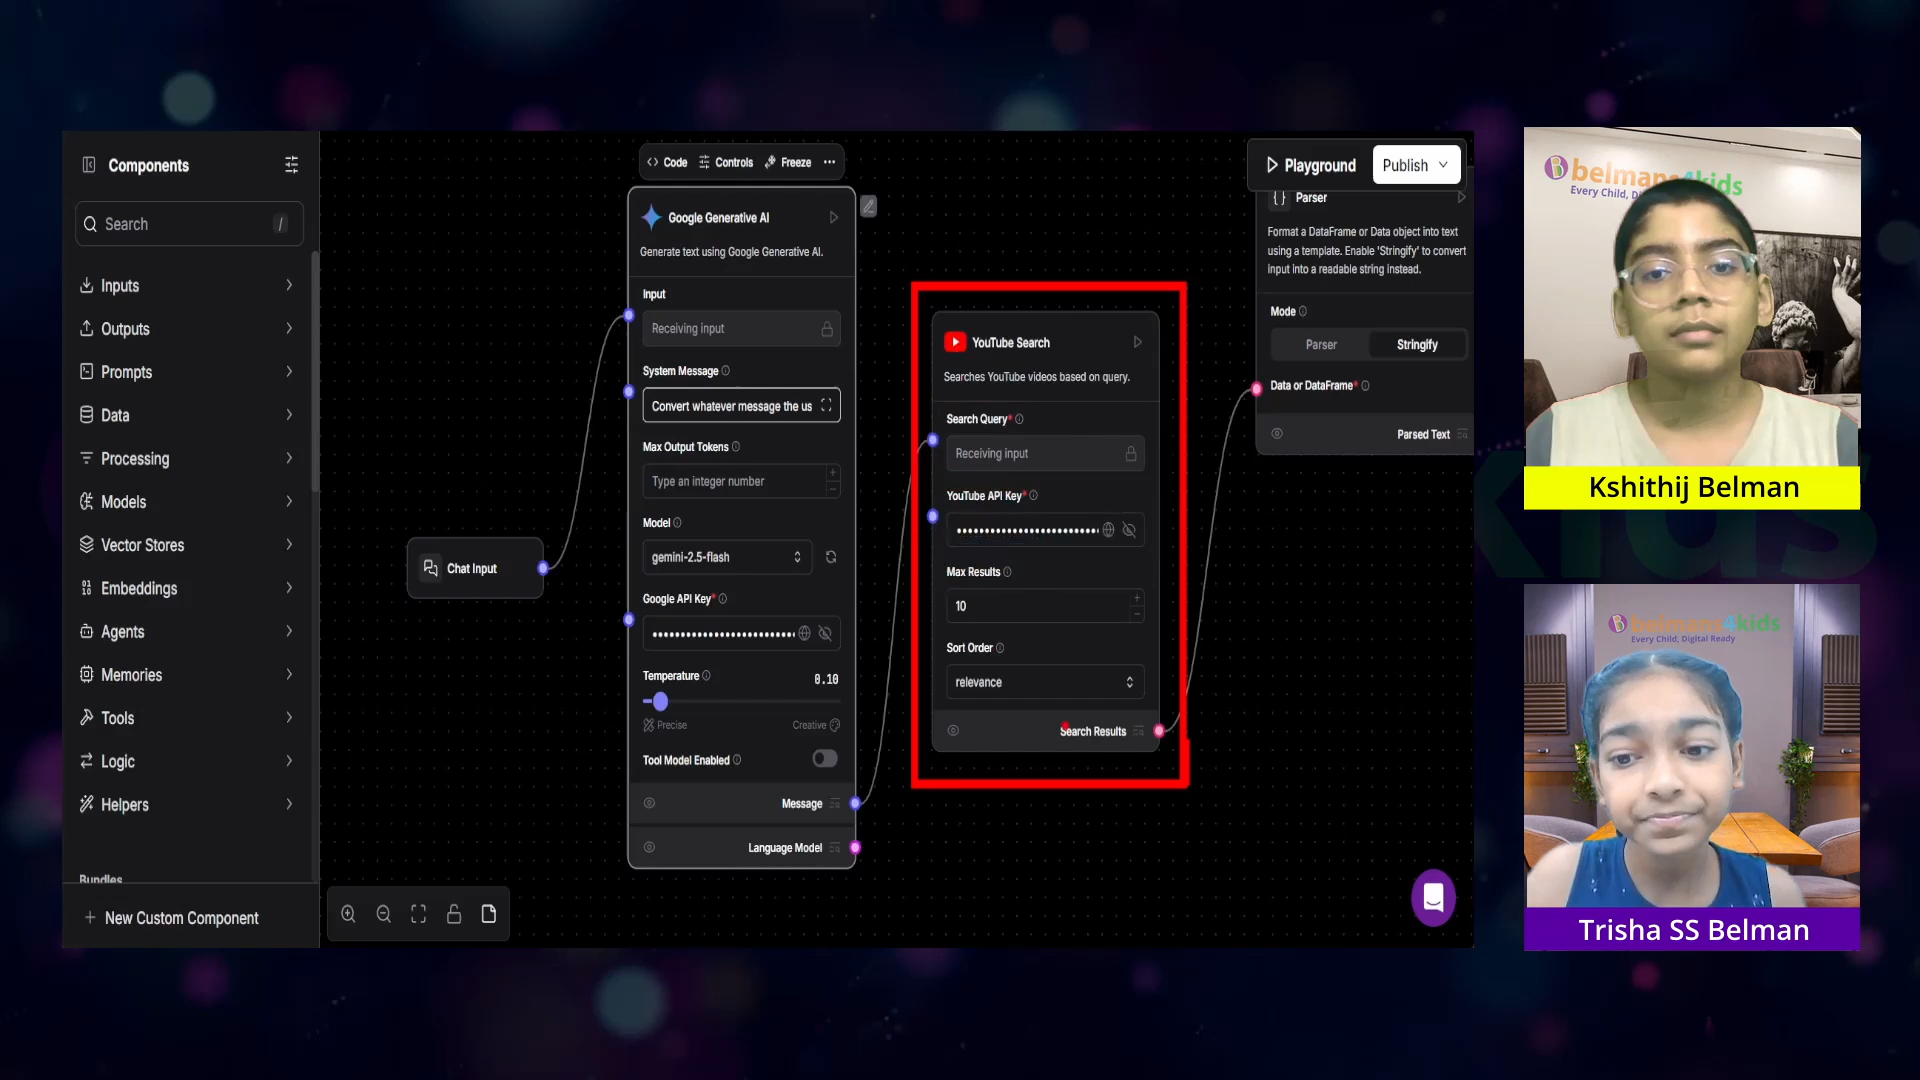 Components
Search /
Inputs
Outputs
Prompts
Data
Processing
Models
Vector Stores
Embeddings
Agents
Memories
Tools
Logic
Helpers
Bundles
+ New Custom Component
Chat Input
Code Controls Freeze
Google Generative AI
Generate text using Google Generative AI.
Input
Receiving input
System Message
Convert whatever message the us
Max Output Tokens
Type an integer number
Model
gemini-2.5-flash
Google API Key*
Temperature 0.10
Precise Creative
Tool Model Enabled
Message
Language Model
YouTube Search
Searches YouTube videos based on query.
Search Query*
Receiving input
YouTube API Key*
Max Results
10
Sort Order
relevance
Search Results
Playground Publish
{ } Parser
Format a DataFrame or Data object into text
using a template. Enable 'Stringify' to convert
input into a readable string instead.
Mode
Parser Stringify
Data or DataFrame*
Parsed Text
Kshithij Belman
belmans4kids
Every Child, Digital Ready
Trisha SS Belman
kids